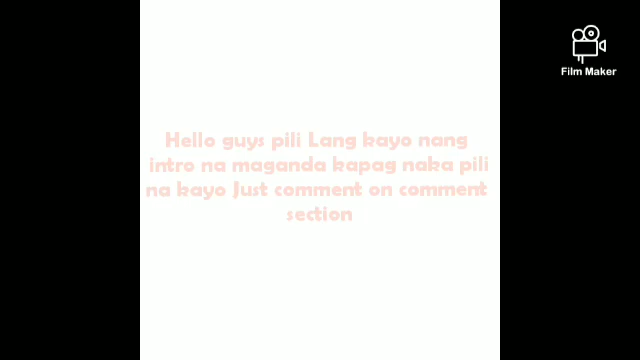 Film Maker
Hello guys pili Lang kayo nang
intro na maganda kapag naka pili
na kayo Just comment on comment
section